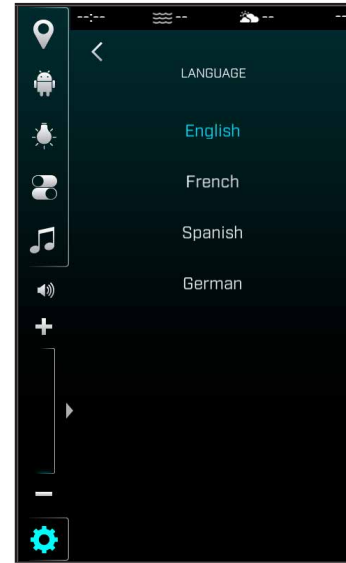 --:-- -- -- --
LANGUAGE
English
French
Spanish
German